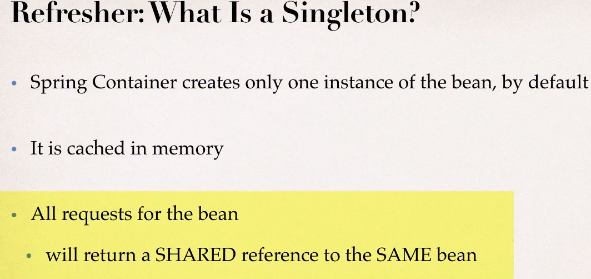 Refresher: What Is a Singleton?
• Spring Container creates only one instance of the bean, by default
• It is cached in memory
• All requests for the bean
• will return a SHARED reference to the SAME bean